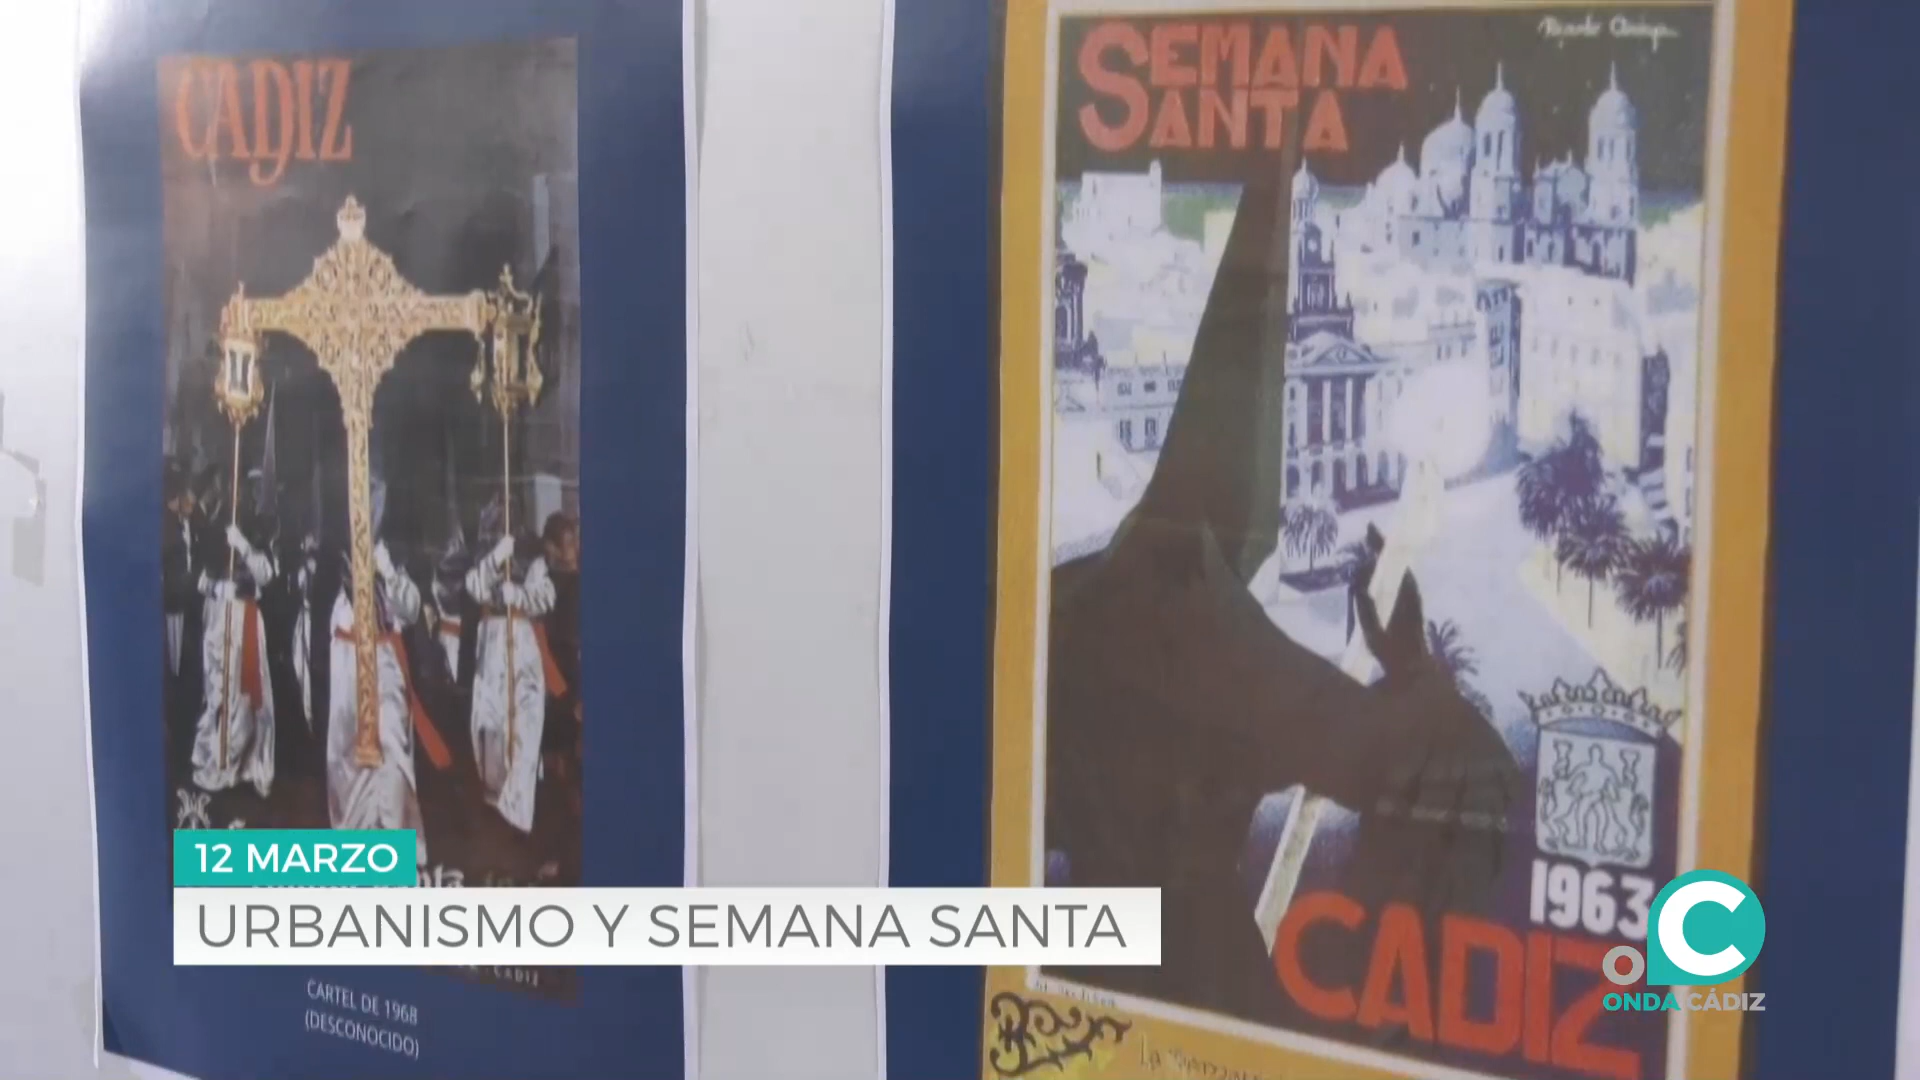 CADIZ
CARTEL DE 1968
(DESCONOCIDO)
SEMANA
SANTA
1963
CADIZ
12 MARZO
URBANISMO Y SEMANA SANTA
ONDA CÁDIZ